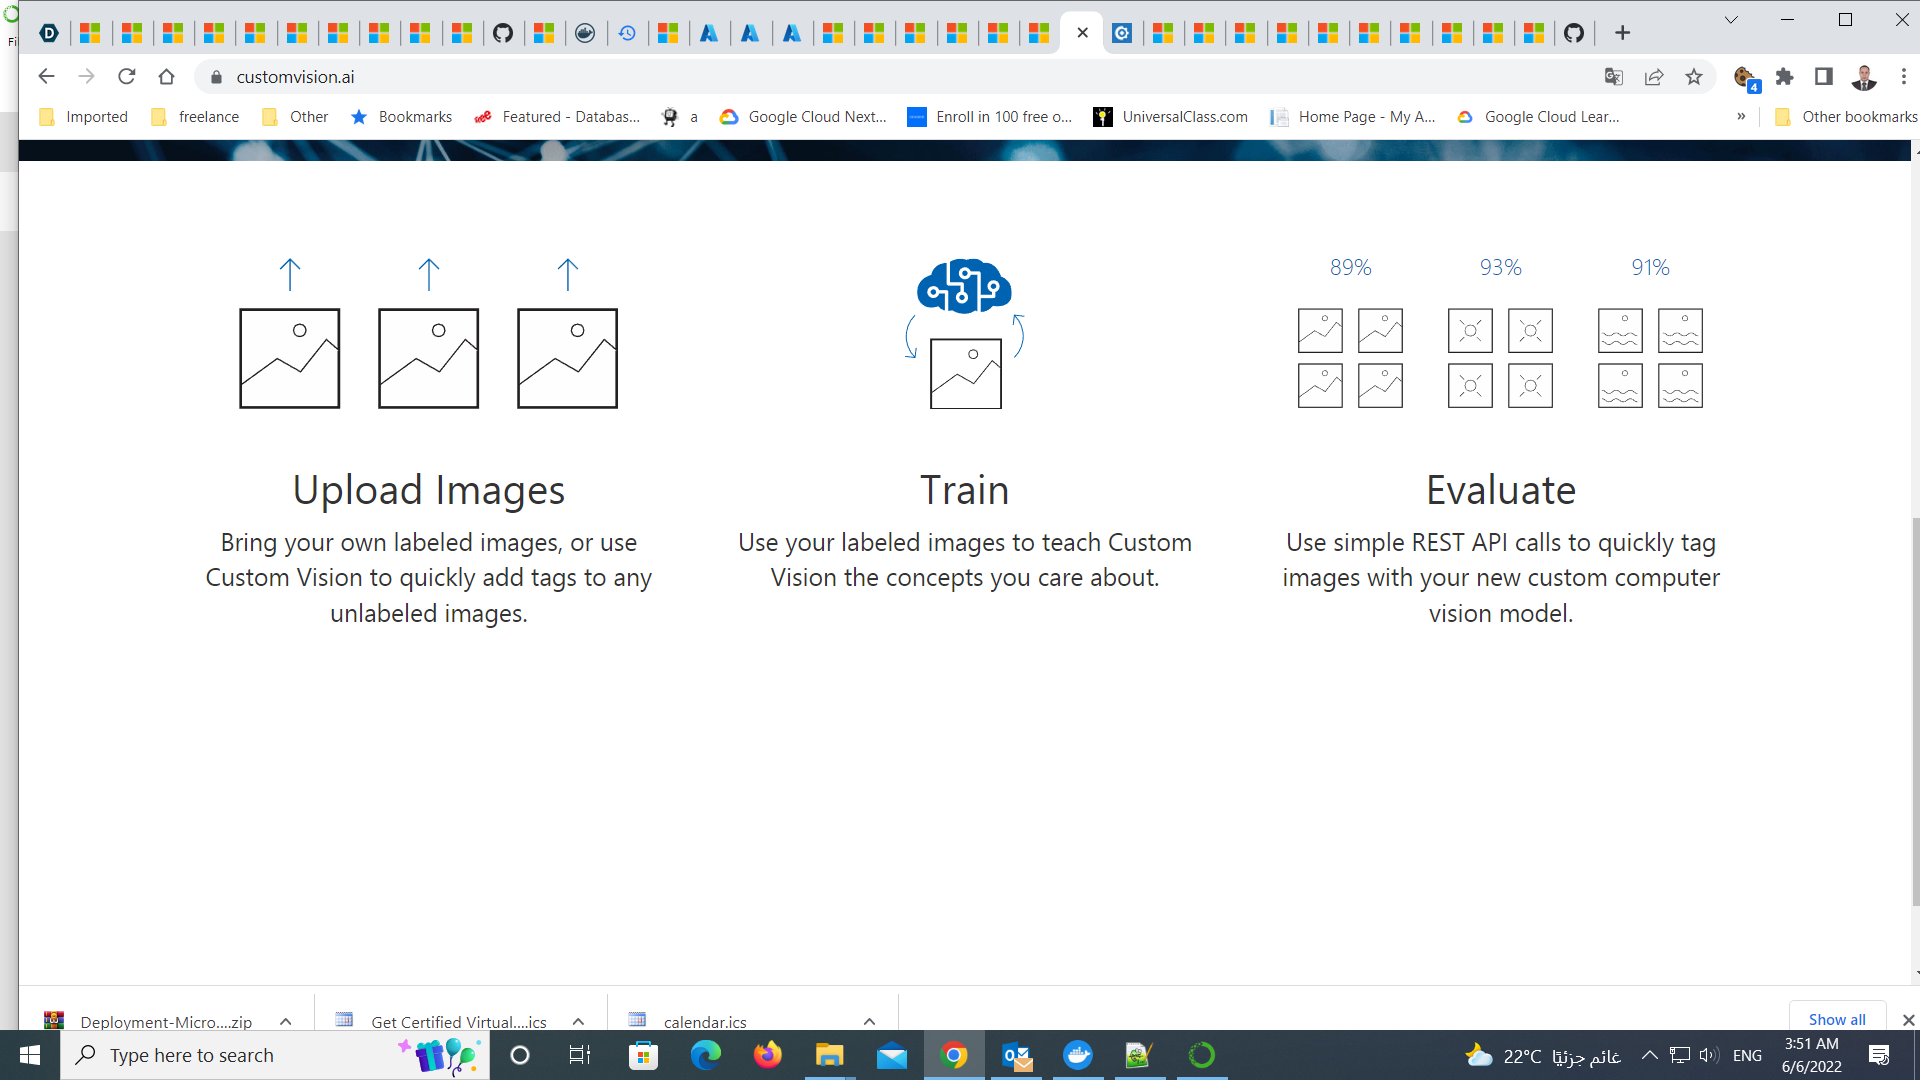 Fi
customvision.ai
4
Imported
freelance
Other
Bookmarks
Featured - Databas...
a
Google Cloud Next...
Enroll in 100 free o...
UniversalClass.com
Home Page - My A...
Google Cloud Lear...
»
Other bookmarks
89% 93% 91%
Upload Images
Bring your own labeled images, or use
Custom Vision to quickly add tags to any
unlabeled images.
Train
Use your labeled images to teach Custom
Vision the concepts you care about.
Evaluate
Use simple REST API calls to quickly tag
images with your new custom computer
vision model.
Deployment-Micro....zip
Get Certified Virtual....ics
calendar.ics
Show all
Type here to search
22°C غائم جزئيًا
ENG
3:51 AM
6/6/2022